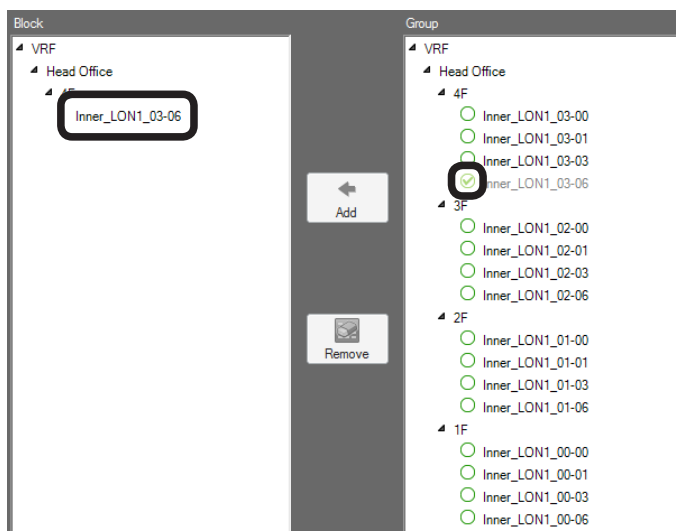 Block
VRF
Head Office
Inner_LON1_03-06
Add
Remove
Group
VRF
Head Office
4F
Inner_LON1_03-00
Inner_LON1_03-01
Inner_LON1_03-03
Inner_LON1_03-06
3F
Inner_LON1_02-00
Inner_LON1_02-01
Inner_LON1_02-03
Inner_LON1_02-06
2F
Inner_LON1_01-00
Inner_LON1_01-01
Inner_LON1_01-03
Inner_LON1_01-06
1F
Inner_LON1_00-00
Inner_LON1_00-01
Inner_LON1_00-03
Inner_LON1_00-06